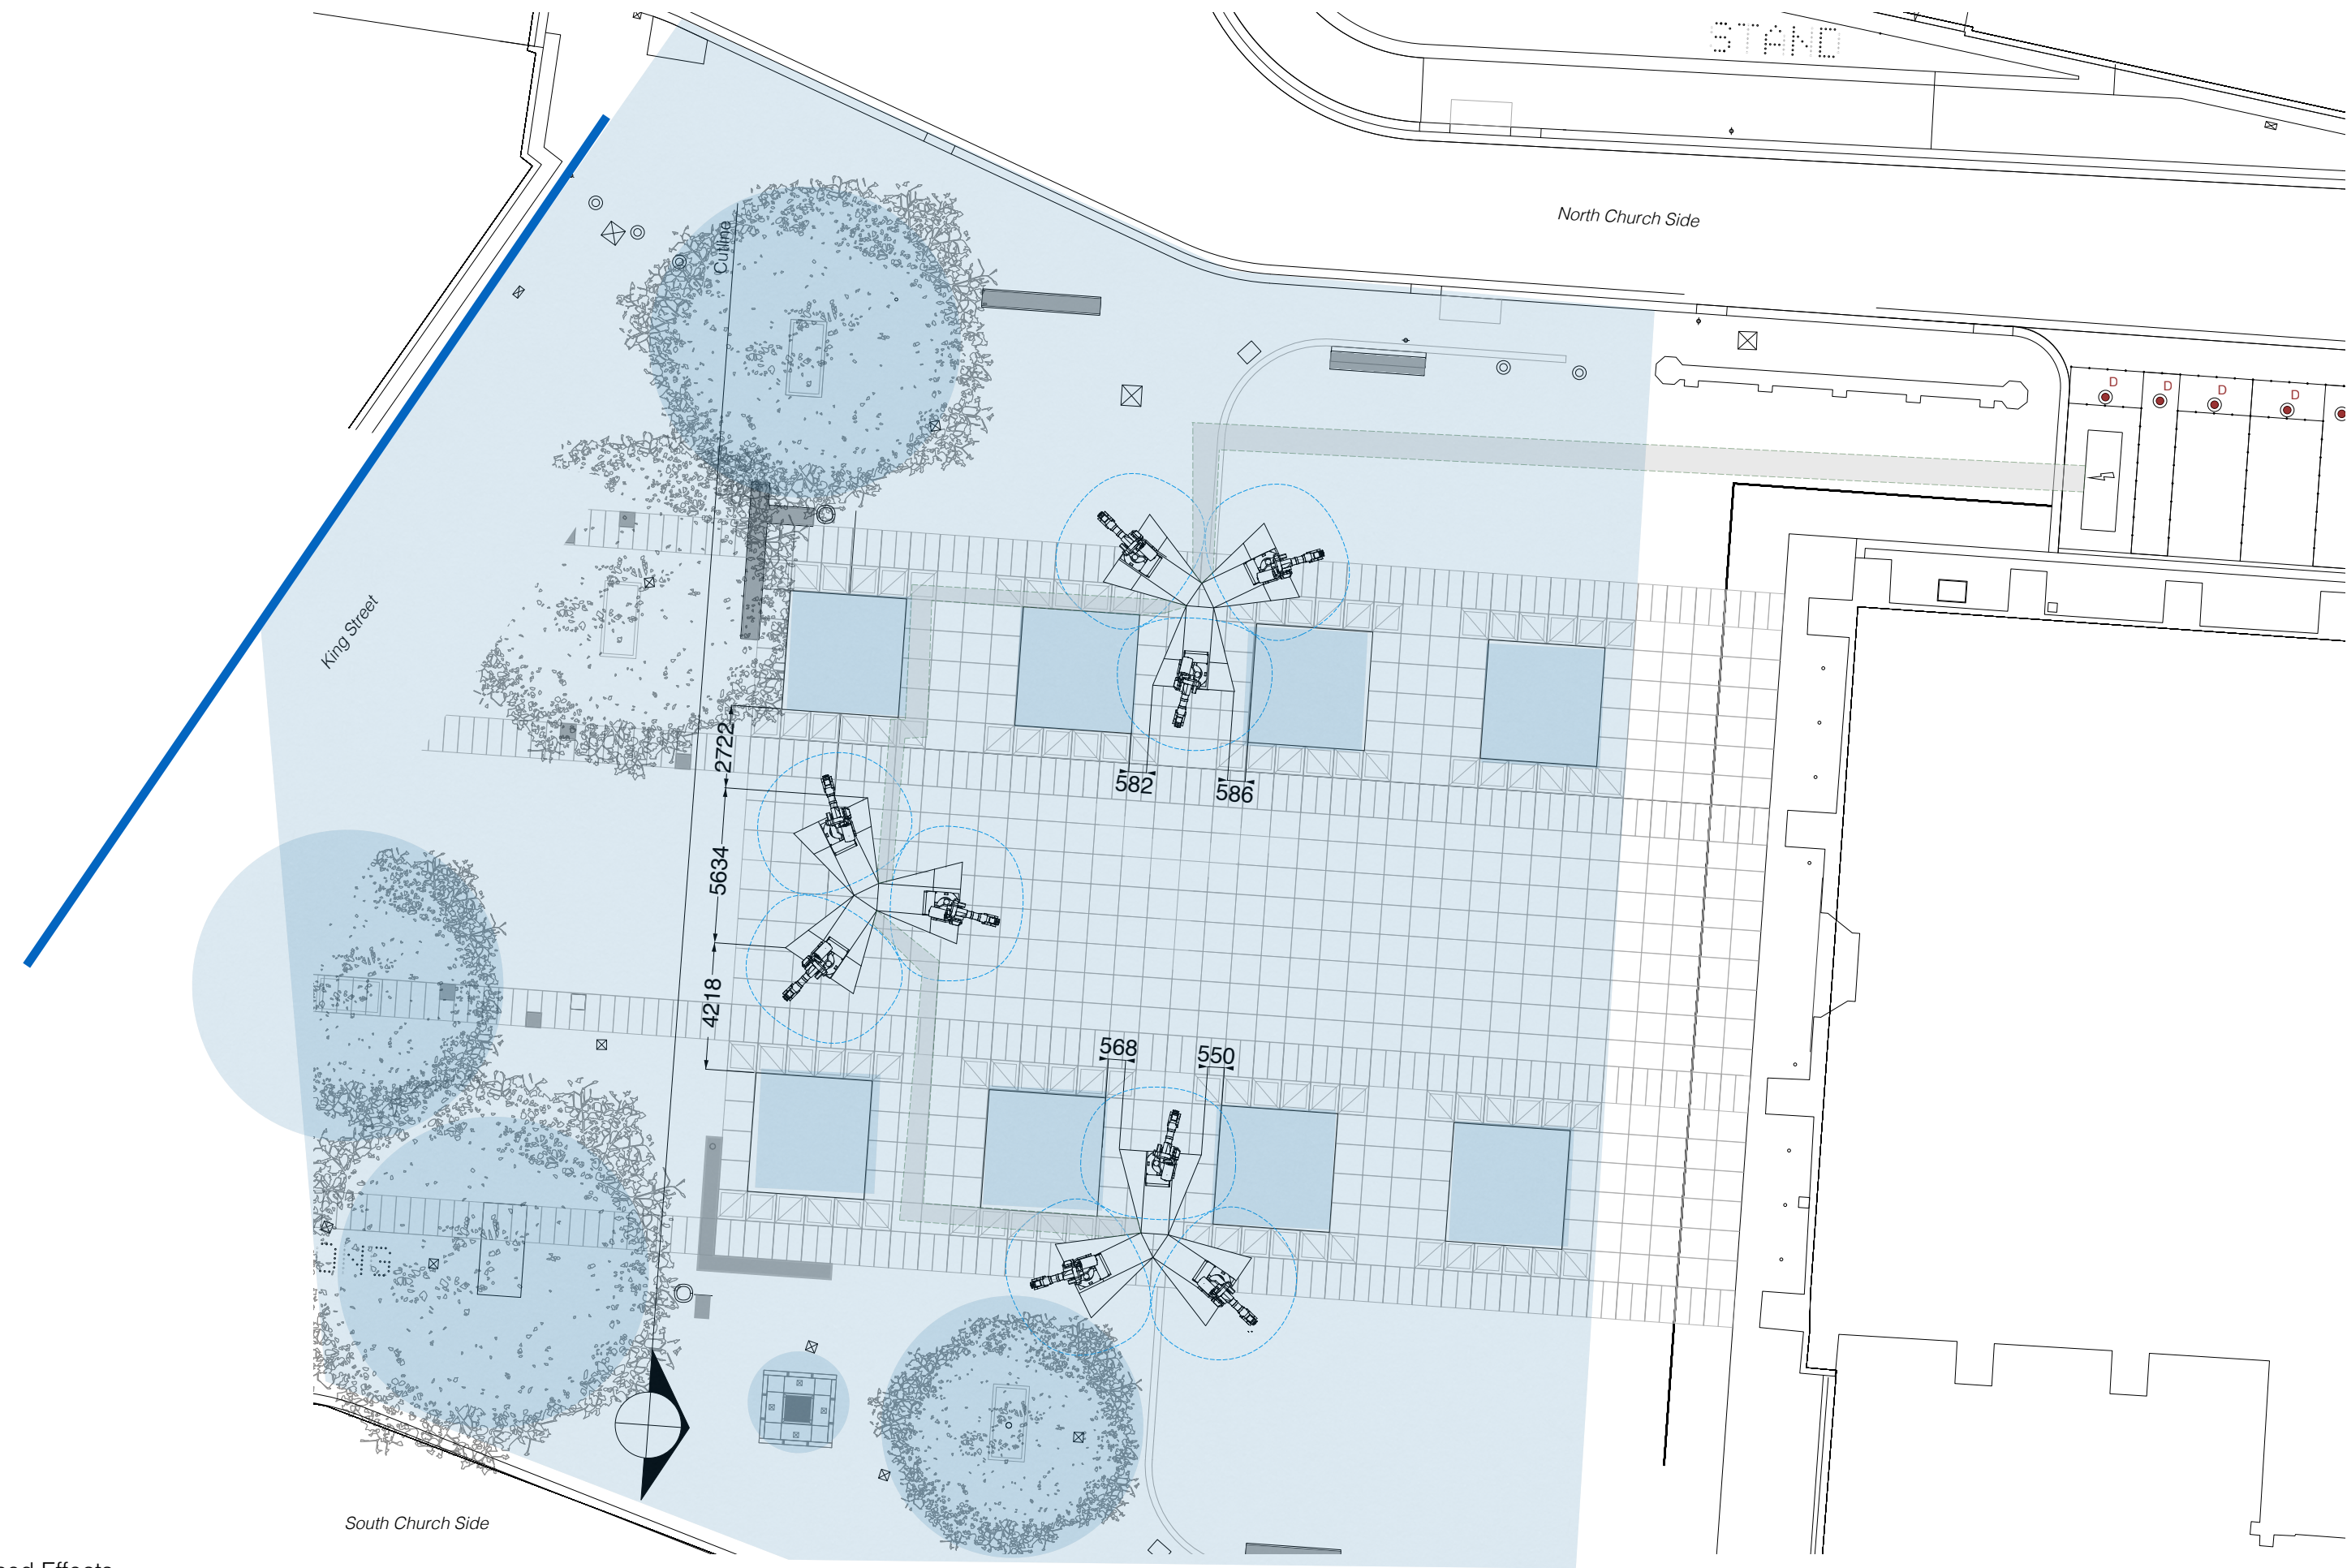 STAND
North Church Side
Cutline
D
D
D
D
King Street
2722
582
586
5634
4218
568
550
South Church Side